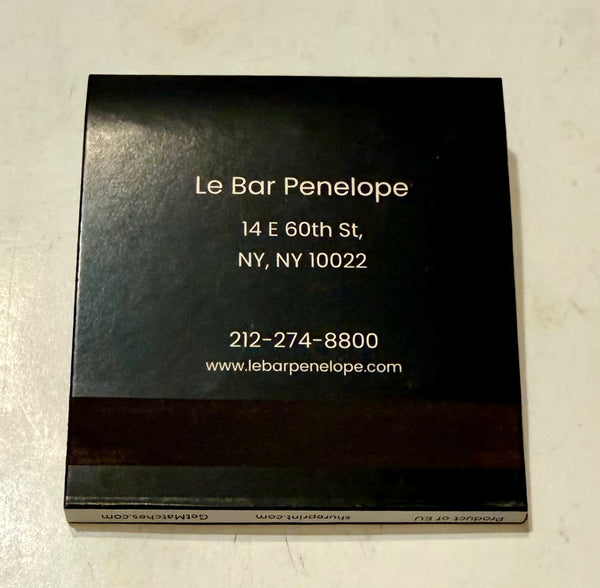 Le Bar Penelope
14 E 60th St,
NY, NY 10022
212-274-8800
www.lebarpenelope.com
GetMatches.com shureprint.com Product of EU